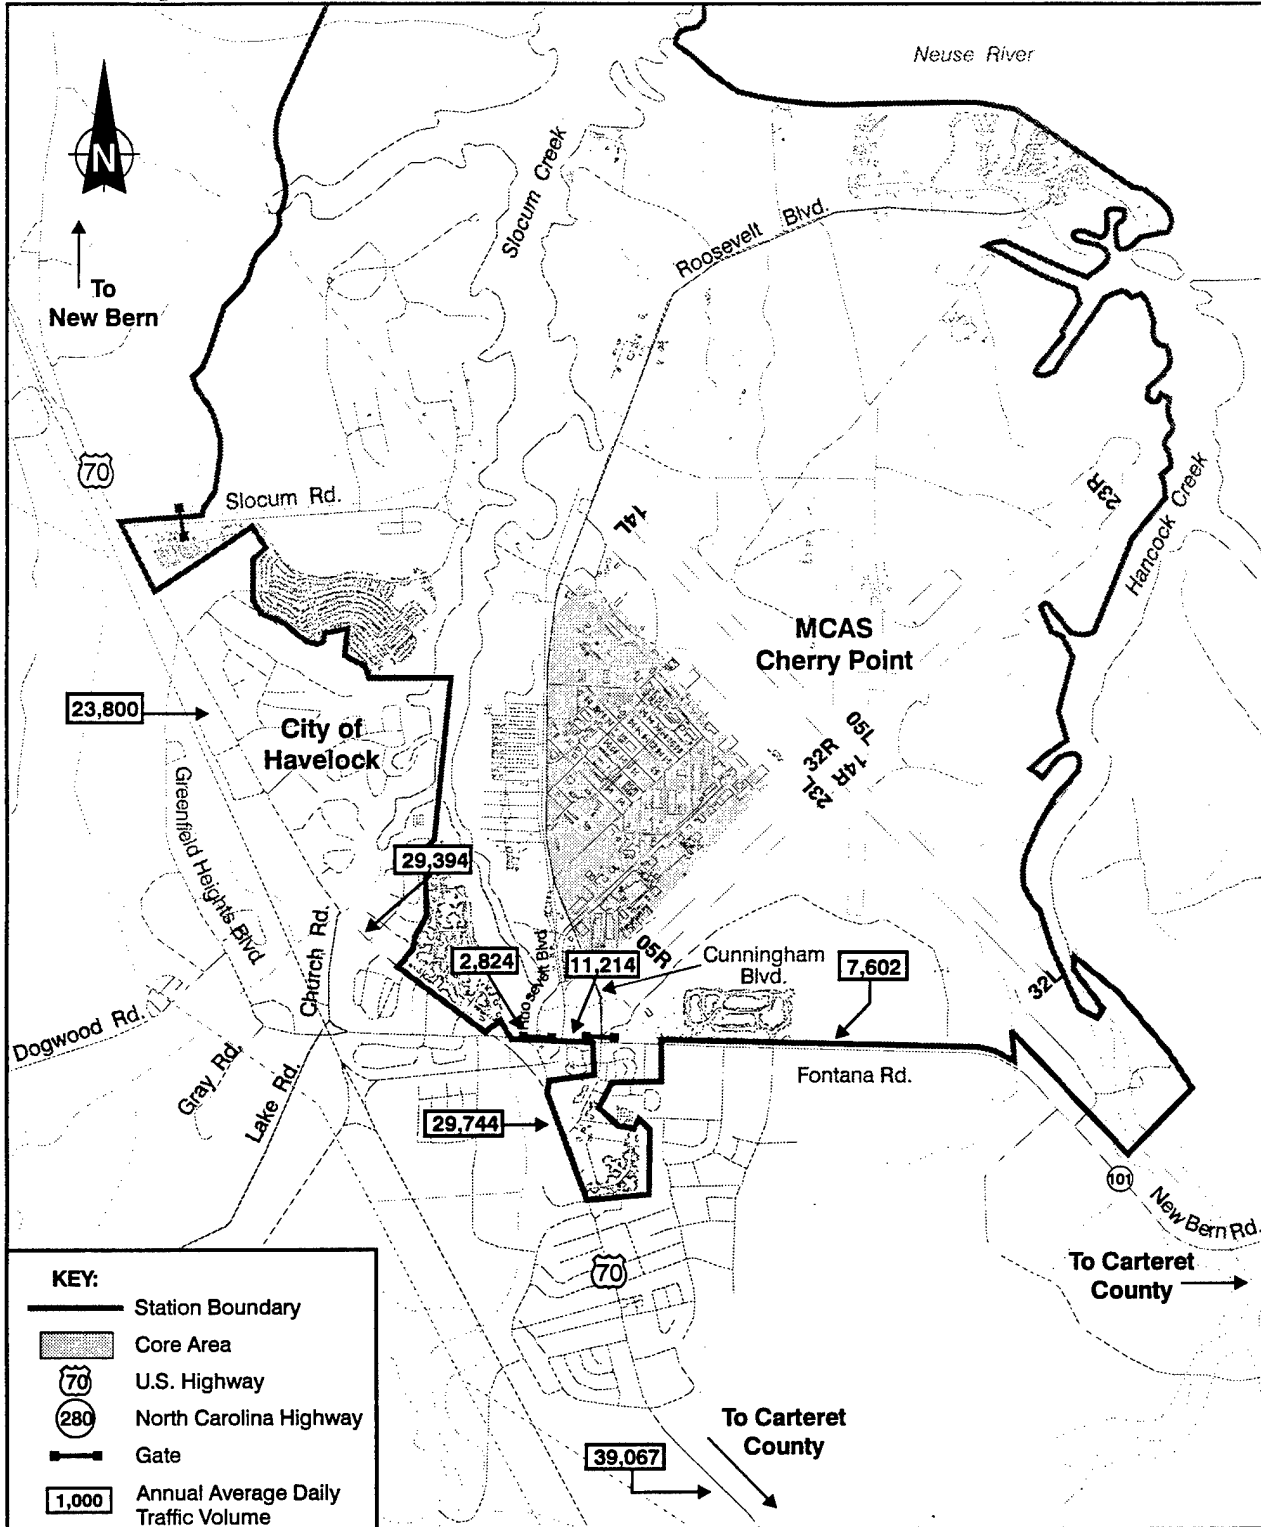 Neuse River
N
Slocum Creek
Roosevelt Blvd.
To
New Bern
70
Slocum Rd.
14L
23R
Hancock Creek
MCAS
Cherry Point
23,800
City of
Havelock
05L
32R
14R
23L
Greenfield Heights Blvd.
29,394
Church Rd.
2,824
Roosevelt Blvd.
11,214
05R
Cunningham
Blvd.
7,602
32L
Dogwood Rd.
Gray Rd.
Lake Rd.
Fontana Rd.
29,744
101
New Bern Rd.
70
To Carteret
County
KEY:
Station Boundary
Core Area
70 U.S. Highway
280 North Carolina Highway
Gate
1,000 Annual Average Daily
Traffic Volume
To Carteret
County
39,067